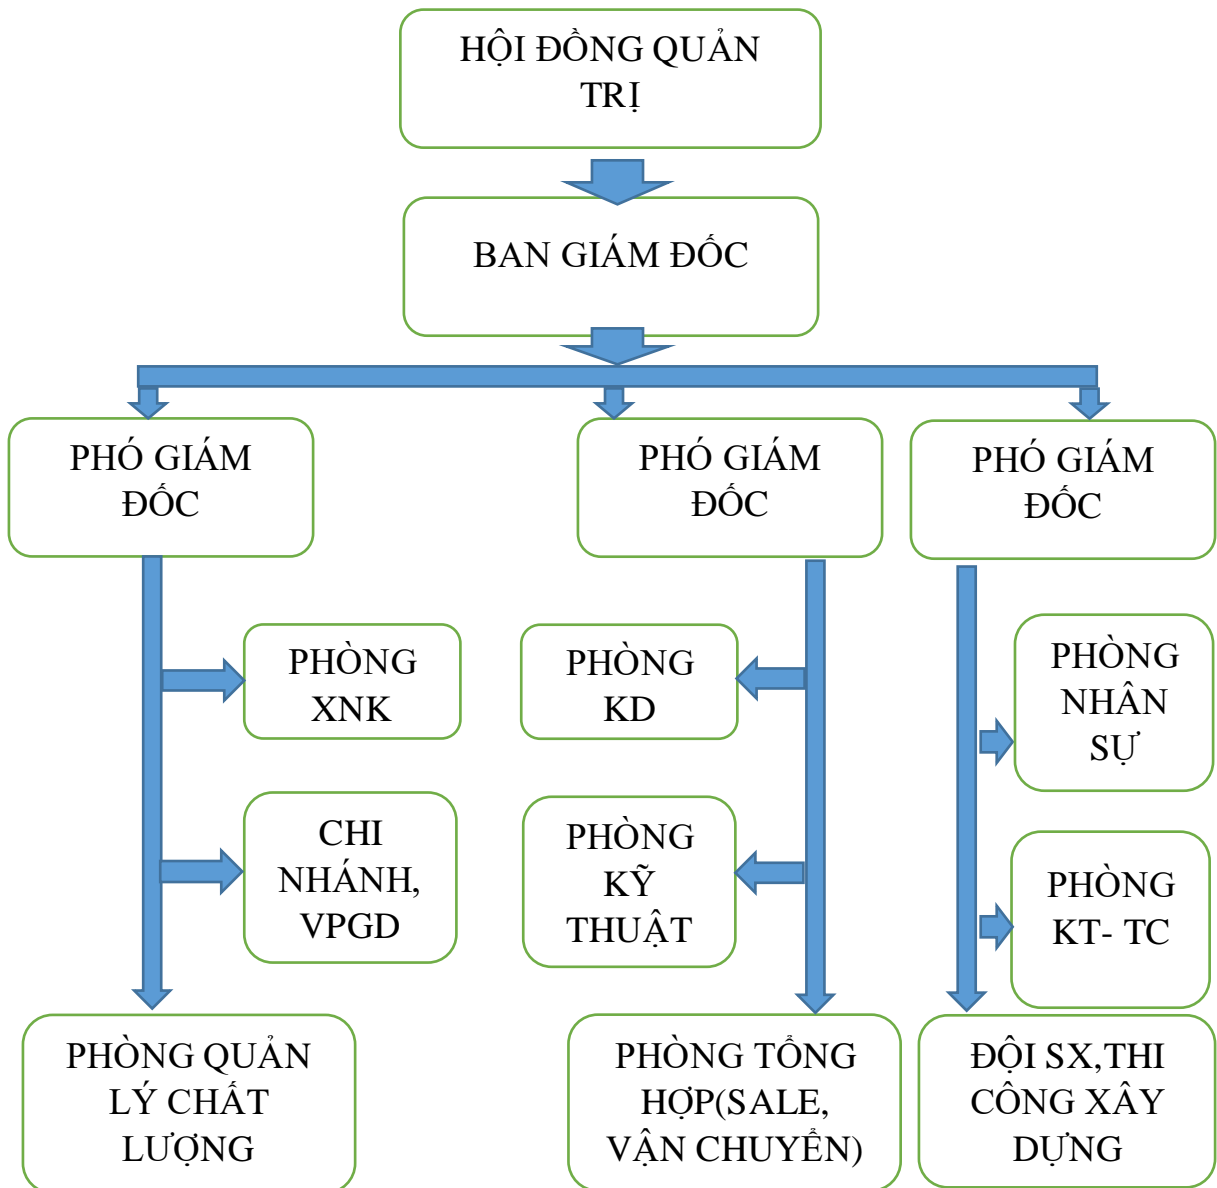 HỘI ĐỒNG QUẢN
TRỊ
BAN GIÁM ĐỐC
PHÓ GIÁM
ĐỐC
PHÓ GIÁM
ĐỐC
PHÓ GIÁM
ĐỐC
PHÒNG
XNK
PHÒNG
KD
PHÒNG
NHÂN
SỰ
CHI
NHÁNH,
VPGD
PHÒNG
KỸ
THUẬT
PHÒNG
KT- TC
PHÒNG QUẢN
LÝ CHẤT
LƯỢNG
PHÒNG TỔNG
HỢP(SALE,
VẬN CHUYỂN)
ĐỘI SX,THI
CÔNG XÂY
DỰNG